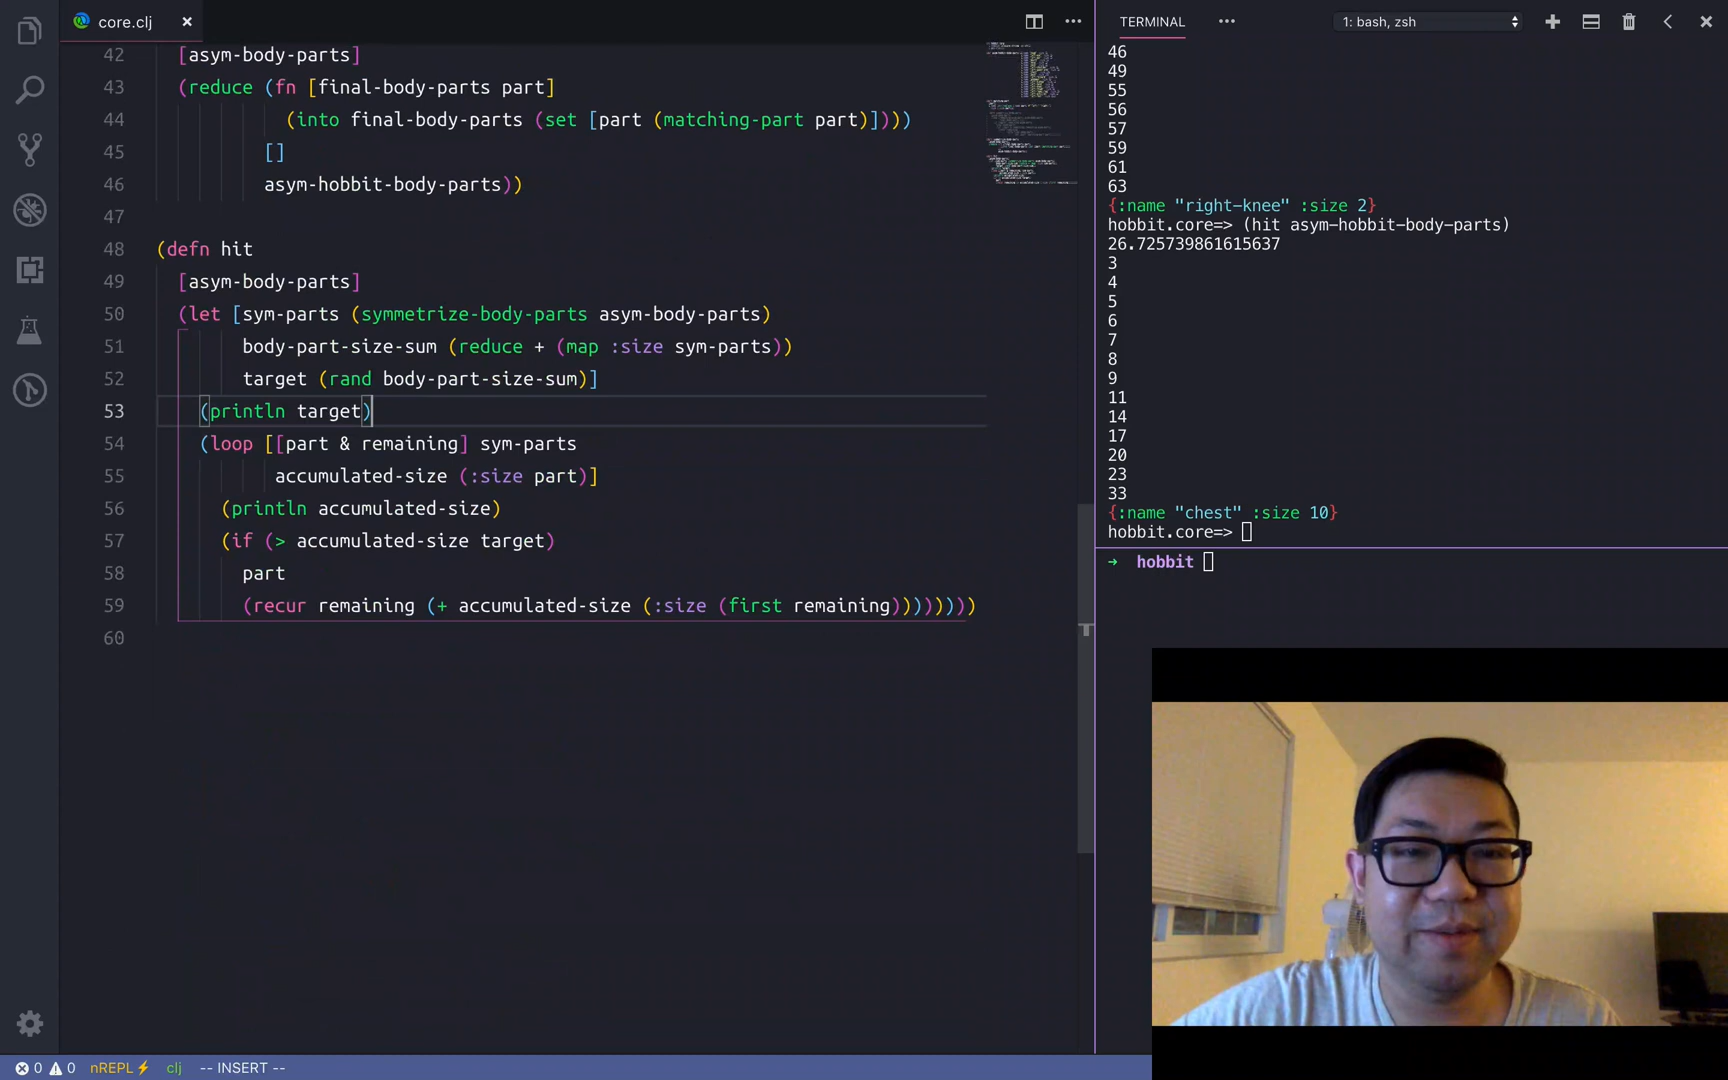 core.clj
42 [asym-body-parts]
43 (reduce (fn [final-body-parts part]
44 (into final-body-parts (set [part (matching-part part)])))
45 []
46 asym-hobbit-body-parts))
47
48 (defn hit
49 [asym-body-parts]
50 (let [sym-parts (symmetrize-body-parts asym-body-parts)
51 body-part-size-sum (reduce + (map :size sym-parts))
52 target (rand body-part-size-sum)]
53 (println target)
54 (loop [[part & remaining] sym-parts
55 accumulated-size (:size part)]
56 (println accumulated-size)
57 (if (> accumulated-size target)
58 part
59 (recur remaining (+ accumulated-size (:size (first remaining))))))))
60
TERMINAL
1: bash, zsh
46
49
55
56
57
59
61
63
{:name "right-knee" :size 2}
hobbit.core=> (hit asym-hobbit-body-parts)
26.725739861615637
3
4
5
6
7
8
9
11
14
17
20
23
33
{:name "chest" :size 10}
hobbit.core=>
→ hobbit
0 0 nREPL⚡ clj -- INSERT --